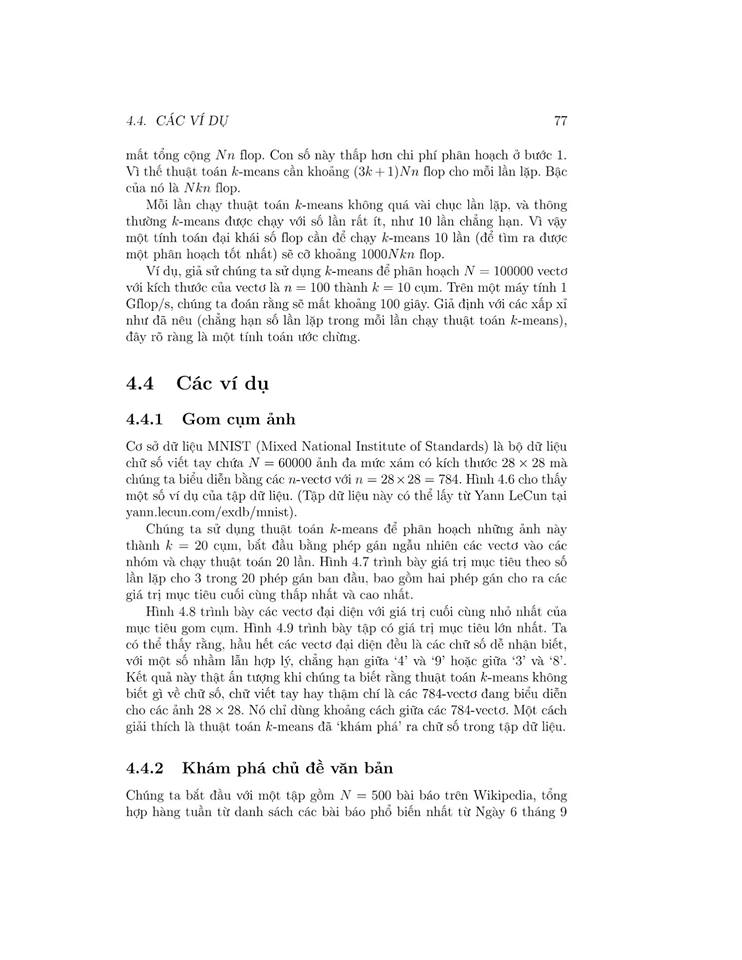 4.4. CÁC VÍ DỤ 77
mất tổng cộng Nn flop. Con số này thấp hơn chi phí phân hoạch ở bước 1.
Vì thế thuật toán k-means cần khoảng (3k + 1)Nn flop cho mỗi lần lặp. Bậc
của nó là Nkn flop.
Mỗi lần chạy thuật toán k-means không quá vài chục lần lặp, và thông
thường k-means được chạy với số lần rất ít, như 10 lần chẳng hạn. Vì vậy
một tính toán đại khái số flop cần để chạy k-means 10 lần (để tìm ra được
một phân hoạch tốt nhất) sẽ cỡ khoảng 1000Nkn flop.
Ví dụ, giả sử chúng ta sử dụng k-means để phân hoạch N = 100000 vectơ
với kích thước của vectơ là n = 100 thành k = 10 cụm. Trên một máy tính 1
Gflop/s, chúng ta đoán rằng sẽ mất khoảng 100 giây. Giả định với các xấp xỉ
như đã nêu (chẳng hạn số lần lặp trong mỗi lần chạy thuật toán k-means),
đây rõ ràng là một tính toán ước chừng.
4.4 Các ví dụ
4.4.1 Gom cụm ảnh
Cơ sở dữ liệu MNIST (Mixed National Institute of Standards) là bộ dữ liệu
chữ số viết tay chứa N = 60000 ảnh đa mức xám có kích thước 28 × 28 mà
chúng ta biểu diễn bằng các n-vectơ với n = 28 × 28 = 784. Hình 4.6 cho thấy
một số ví dụ của tập dữ liệu. (Tập dữ liệu này có thể lấy từ Yann LeCun tại
yann.lecun.com/exdb/mnist).
Chúng ta sử dụng thuật toán k-means để phân hoạch những ảnh này
thành k = 20 cụm, bắt đầu bằng phép gán ngẫu nhiên các vectơ vào các
nhóm và chạy thuật toán 20 lần. Hình 4.7 trình bày giá trị mục tiêu theo số
lần lặp cho 3 trong 20 phép gán ban đầu, bao gồm hai phép gán cho ra các
giá trị mục tiêu cuối cùng thấp nhất và cao nhất.
Hình 4.8 trình bày các vectơ đại diện với giá trị cuối cùng nhỏ nhất của
mục tiêu gom cụm. Hình 4.9 trình bày tập có giá trị mục tiêu lớn nhất. Ta
có thể thấy rằng, hầu hết các vectơ đại diện đều là các chữ số dễ nhận biết,
với một số nhầm lẫn hợp lý, chẳng hạn giữa ‘4’ và ‘9’ hoặc giữa ‘3’ và ‘8’.
Kết quả này thật ấn tượng khi chúng ta biết rằng thuật toán k-means không
biết gì về chữ số, chữ viết tay hay thậm chí là các 784-vectơ đang biểu diễn
cho các ảnh 28 × 28. Nó chỉ dùng khoảng cách giữa các 784-vectơ. Một cách
giải thích là thuật toán k-means đã ‘khám phá’ ra chữ số trong tập dữ liệu.
4.4.2 Khám phá chủ đề văn bản
Chúng ta bắt đầu với một tập gồm N = 500 bài báo trên Wikipedia, tổng
hợp hàng tuần từ danh sách các bài báo phổ biến nhất từ Ngày 6 tháng 9